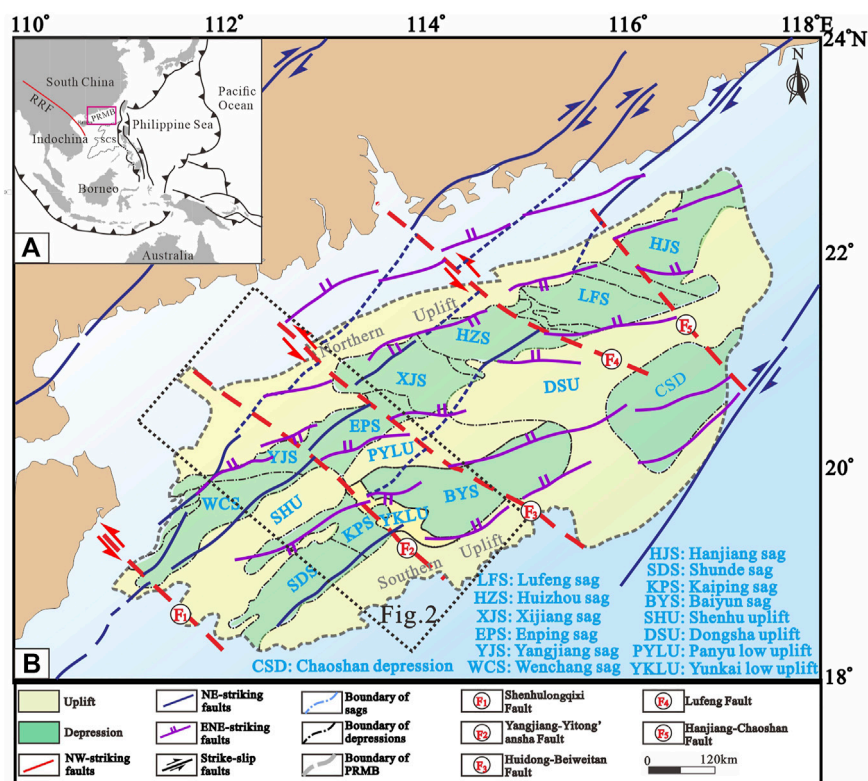 110°
112°
114°
116°
118°E
24°N
22°
20°
18°
N
South China
Pacific
Ocean
RRF
PRMB
Philippine Sea
Indochina
SCS
Borneo
Australia
A
HJS
LFS
Northern Uplift
HZS
F5
F4
XJS
DSU
CSD
EPS
YJS
PYLU
WCS
SHU
BYS
KPS
YKLU
F3
F2
SDS
Southern Uplift
Fig.2
F1
B
HJS: Hanjiang sag
SDS: Shunde sag
LFS: Lufeng sag
KPS: Kaiping sag
HZS: Huizhou sag
BYS: Baiyun sag
XJS: Xijiang sag
SHU: Shenhu uplift
EPS: Enping sag
DSU: Dongsha uplift
YJS: Yangjiang sag
PYLU: Panyu low uplift
CSD: Chaoshan depression
WCS: Wenchang sag
YKLU: Yunkai low uplift
Uplift
Depression
NW-striking
faults
NE-striking
faults
ENE-striking
faults
Strike-slip
faults
Boundary of
sags
Boundary of
depressions
Boundary
of PRMB
F1 Shenhulongqixi
Fault
F2 Yangjiang-Yitong'
ansha Fault
F3 Huidong-Beiweitan
Fault
F4 Lufeng Fault
F5 Hanjiang-Chaoshan
Fault
0 120km